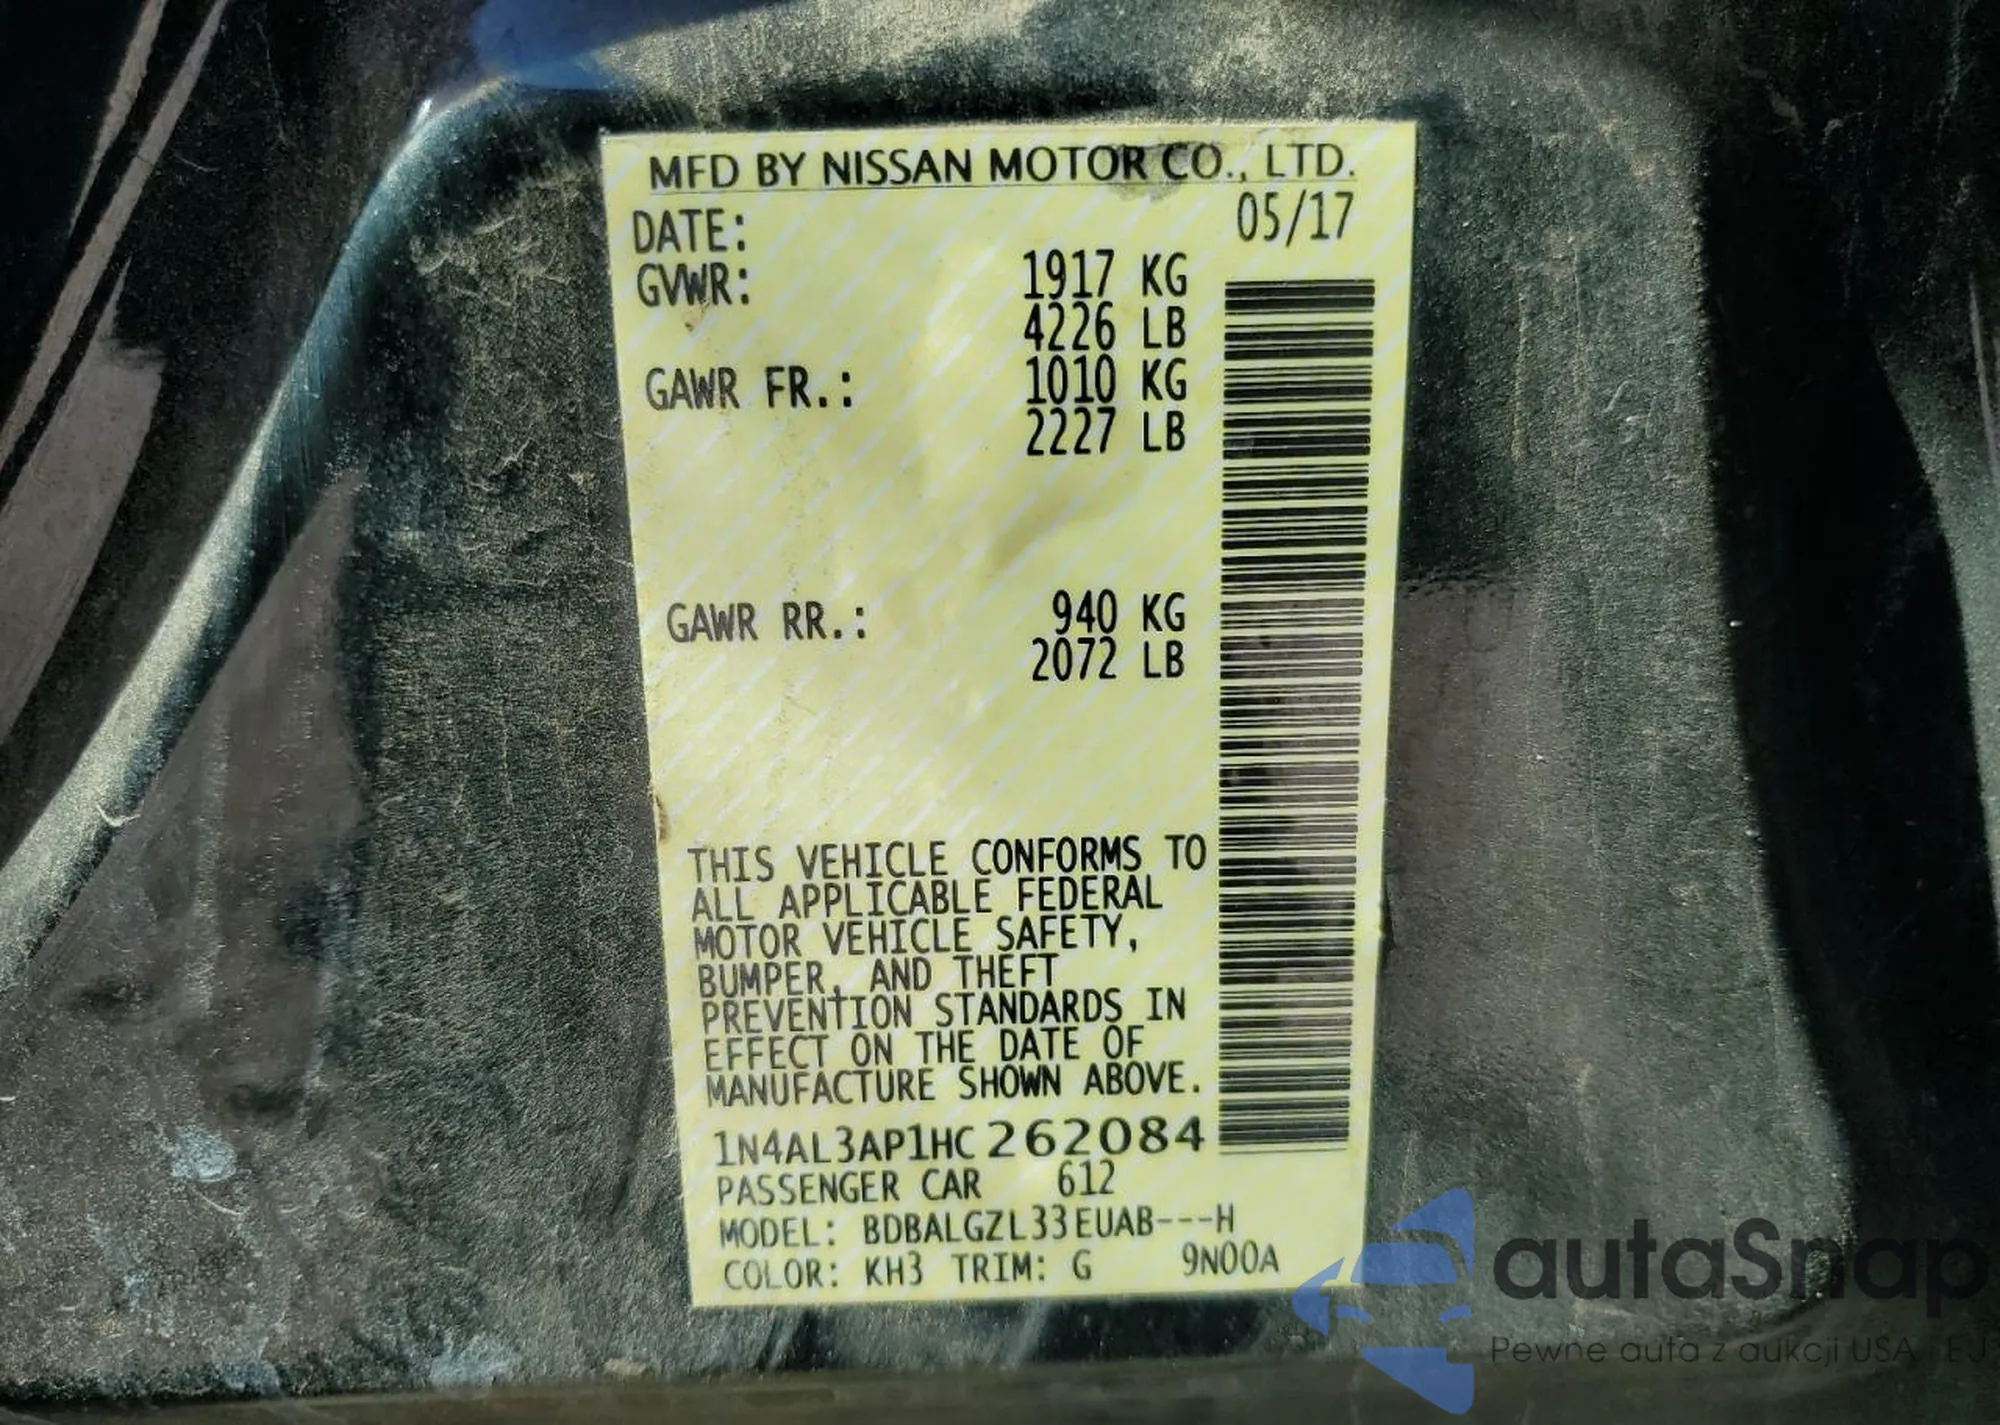 MFD BY NISSAN MOTOR CO., LTD.
DATE: 05/17
GVWR: 1917 KG
4226 LB
GAWR FR.: 1010 KG
2227 LB
GAWR RR.: 940 KG
2072 LB
THIS VEHICLE CONFORMS TO
ALL APPLICABLE FEDERAL
MOTOR VEHICLE SAFETY,
BUMPER, AND THEFT
PREVENTION STANDARDS IN
EFFECT ON THE DATE OF
MANUFACTURE SHOWN ABOVE.
1N4AL3AP1HC262084
PASSENGER CAR 612
MODEL: BDBALGZL33EUAB---H
COLOR: KH3 TRIM: G 9N00A
autaSnap
Pewne auta z aukcji USA i EJ